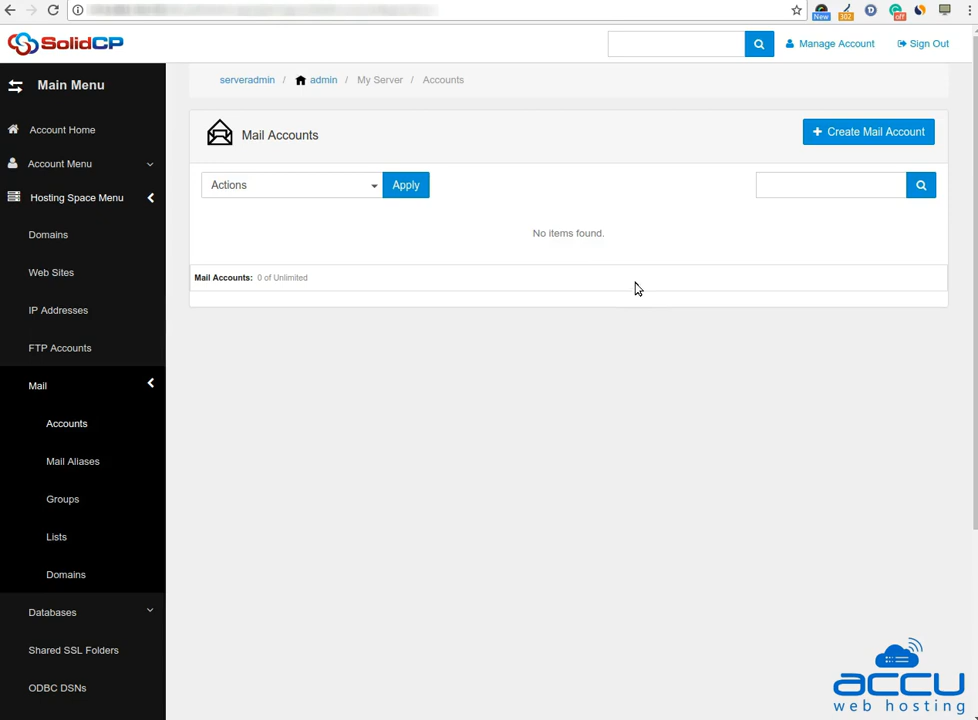 New 302 off
SolidCP
Manage Account Sign Out
Main Menu
serveradmin / admin / My Server / Accounts
Account Home
Mail Accounts
+ Create Mail Account
Account Menu
Hosting Space Menu
Actions Apply
Domains
No items found.
Web Sites
Mail Accounts: 0 of Unlimited
IP Addresses
FTP Accounts
Mail
Accounts
Mail Aliases
Groups
Lists
Domains
Databases
Shared SSL Folders
ODBC DSNs
accu
web hosting